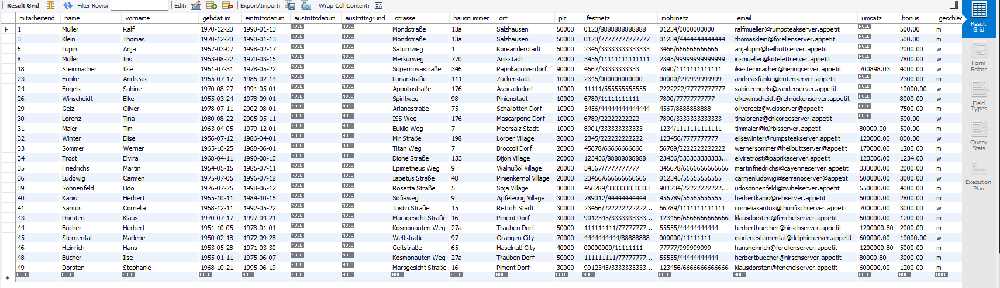 Result Grid Filter Rows: Edit: Export/Import: Wrap Cell Content:
mitarbeiterid name vorname gebdatum eintrittsdatum austrittsdatum austrittsgrund strasse hausnummer ort plz festnetz mobilnetz email umsatz bonus geschlec
1 Müller Ralf 1970-12-20 1990-01-13 NULL NULL Mondstraße 13a Salzhausen 50000 0123/8888888888888 01234/0000000000 ralfmueller@rumpsteakserver.appetit NULL 500.00 m
3 Klein Thomas 1970-12-20 1990-01-13 NULL NULL Mondstraße 13a Salzhausen 50000 0123/77777777777777 01234/4444444444444 thomasklein@forellenserver.appetit NULL 500.00 m
6 Lupin Anja 1967-03-07 1998-02-17 NULL NULL Saturnweg 1 Koreanderstadt 50000 2345/333333333333 3456/666666666666 anjalupin@heilbuttserver.appetit NULL 2000.00 w
8 Müller Iris 1953-08-22 1970-03-15 NULL NULL Merkurweg 770 Anisstadt 70000 3456/11111111111111 2345/99999999999999 irismueller@kotelettserver.appetit NULL 7800.00 w
18 Steinmacher Ilse 1961-07-31 1978-05-22 NULL NULL Supernovastraße 346 Paprikapulverdorf 90000 4567/33333333333 7890/1111111111111 ilsesteinmacher@heringserver.appetit 700898.03 4000.00 w
23 Funke Andreas 1965-07-17 1985-02-14 NULL NULL Lunarstraße 111 Zuckerstadt 10000 2345/000000000000 00000/999999999999 andreasfunke@entenserver.appetit NULL 2300.00 m
24 Engels Sabine 1970-08-27 1991-05-01 NULL NULL Appollostraße 176 Avocadodorf 10000 11111/555555555555 2222222/77777777777 sabineengels@zanderserver.appetit NULL 10000.00 w
26 Winscheidt Elke 1955-03-24 1978-09-01 NULL NULL Spiritweg 98 Pinienstadt 10000 6789/11111111111 7890/7777777777 elkewinscheidt@rehrückenserver.appetit NULL 8000.00 w
29 Gelz Oliver 1978-07-11 2002-08-01 NULL NULL Arianestraße 75 Schallotten Dorf 10000 3456/44444444444444 4567/8888888888 olivergelz@welsserver@appetit NULL 7500.00 m
30 Lorenz Tina 1980-08-22 2005-05-11 NULL NULL ISS Weg 176 Mascarpone Dorf 10000 6789/22222222222 7890/3333333333333 tinalorenz@chicoreeserver.appetit NULL 500.00 w
31 Maier Tim 1963-04-05 1979-12-01 NULL NULL Euklid Weg 7 Meersalz Stadt 10000 8901/333333333333 1234/1111111111111 timmaier@kürbisserver.appetit 80000.00 500.00 m
32 Winter Elise 1956-07-12 1986-04-01 NULL NULL Mir Straße 198 Lorber Village 20000 2345/222222222222 123456/7777777777 elisewinter@rumpsteakserver.appetit 120000.00 800.00 w
33 Sommer Werner 1965-10-25 1988-06-01 NULL NULL Titan Weg 7 Broccoli Dorf 20000 45678/66666666666 56789/2222222222222 wernersommer@heilbuttserver@appetit 170000.00 1200.00 m
34 Trost Elvira 1968-04-11 1990-08-10 NULL NULL Dione Straße 133 Dijon Village 20000 123456/88888888888 23456/333333333333... elviratrost@paprikaserver.appetit 123300.00 1234.00 w
35 Friedrichs Martin 1954-05-15 1985-07-11 NULL NULL Epimetheus Weg 9 Walnußöl Village 20000 34567/7777777777 345678/6666666666666 martinfriedrichs@cayenneserver.appetit 333000.00 2000.00 m
36 Ludowig Carmen 1975-07-05 1996-07-18 NULL NULL Iapetus Straße 48 Pinienkernöl Village 20000 23456/666666666666 012345/55555555555 carmenludowig@serranoserver@appetit 500000.00 3000.00 w
39 Sonnenfeld Udo 1976-07-25 1998-06-12 NULL NULL Rosetta Straße 5 Soja Village 30000 456789/333333333333 901234/22222222222... udosonnenfeld@zwibelserver.appetit 650000.00 4000.00 m
40 Kanis Herbert 1965-10-11 1984-10-15 NULL NULL Sofiaweg 9 Apfelessig Village 30000 789012/44444444444 456789/55555555555 herbertkanis@rehserver.appetit 500000.00 2800.00 m
41 Santus Cornelia 1968-12-11 1992-05-22 NULL NULL Justin Straße 15 Rettich Stadt 30000 23456/222222222222... 56789/1111111111111 corneliasantus@thunfischserver.appetit 700000.00 3000.00 w
43 Dorsten Klaus 1970-07-17 1997-04-21 NULL NULL Marsgesicht Straße 16 Piment Dorf 30000 9012345/3333333333... 123456/6666666666666 klausdorsten@fenchelserver.appetit 600000.00 1200.00 m
44 Bücher Herbert 1951-10-05 1978-01-01 NULL NULL Kosmonauten Weg 27a Trauben Dorf 50000 111111111/77777777... 55555/44444444444 herbertbuecher@hirschserver.appetit 1200000.80 2000.00 m
45 Sternental Marlene 1950-02-18 1972-09-28 NULL NULL Weltstraße 97 Orangen City 70000 4444444444/88888888 000000/11111111 marlenesternental@delphinserver.appetit 600000.00 10000.00 w
46 Heinrich Hans 1953-05-28 1971-03-30 NULL NULL Geltstraße 65 Haselnuß City 40000 00000000/11111111 77777/999999999 hansheinrich@forellenserver.appetit 1200000.80 5000.00 m
48 Bücher Ilse 1955-01-11 1975-06-07 NULL NULL Kosmonauten Weg 27a Trauben Dorf 50000 111111111/77777777... 55555/44444444444 herbertbuecher@hirschserver.appetit 80000.80 3000.00 m
49 Dorsten Stephanie 1968-10-21 1995-06-19 NULL NULL Marsgesicht Straße 16 Piment Dorf 30000 9012345/3333333333... 123456/6666666666666 klausdorsten@fenchelserver.appetit 600000.00 1200.00 m
NULL NULL NULL NULL NULL NULL NULL NULL NULL NULL NULL NULL NULL NULL NULL NULL NULL
Result
Grid
Form
Editor
Field
Types
Query
Stats
Execution
Plan